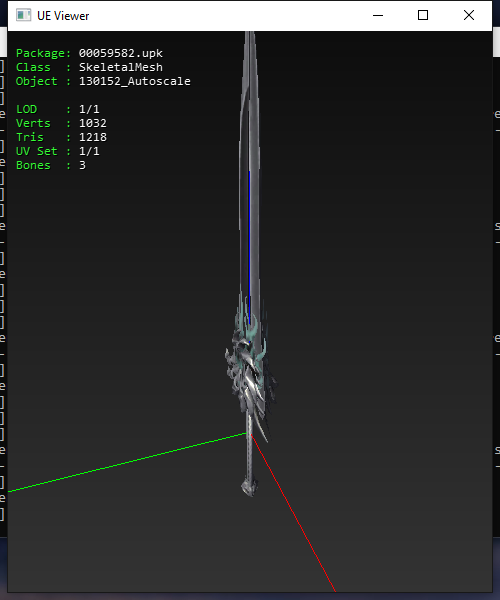 UE Viewer
Package: 00059582.upk
Class  : SkeletalMesh
Object : 130152_Autoscale
LOD    : 1/1
Verts  : 1032
Tris   : 1218
UV Set : 1/1
Bones  : 3